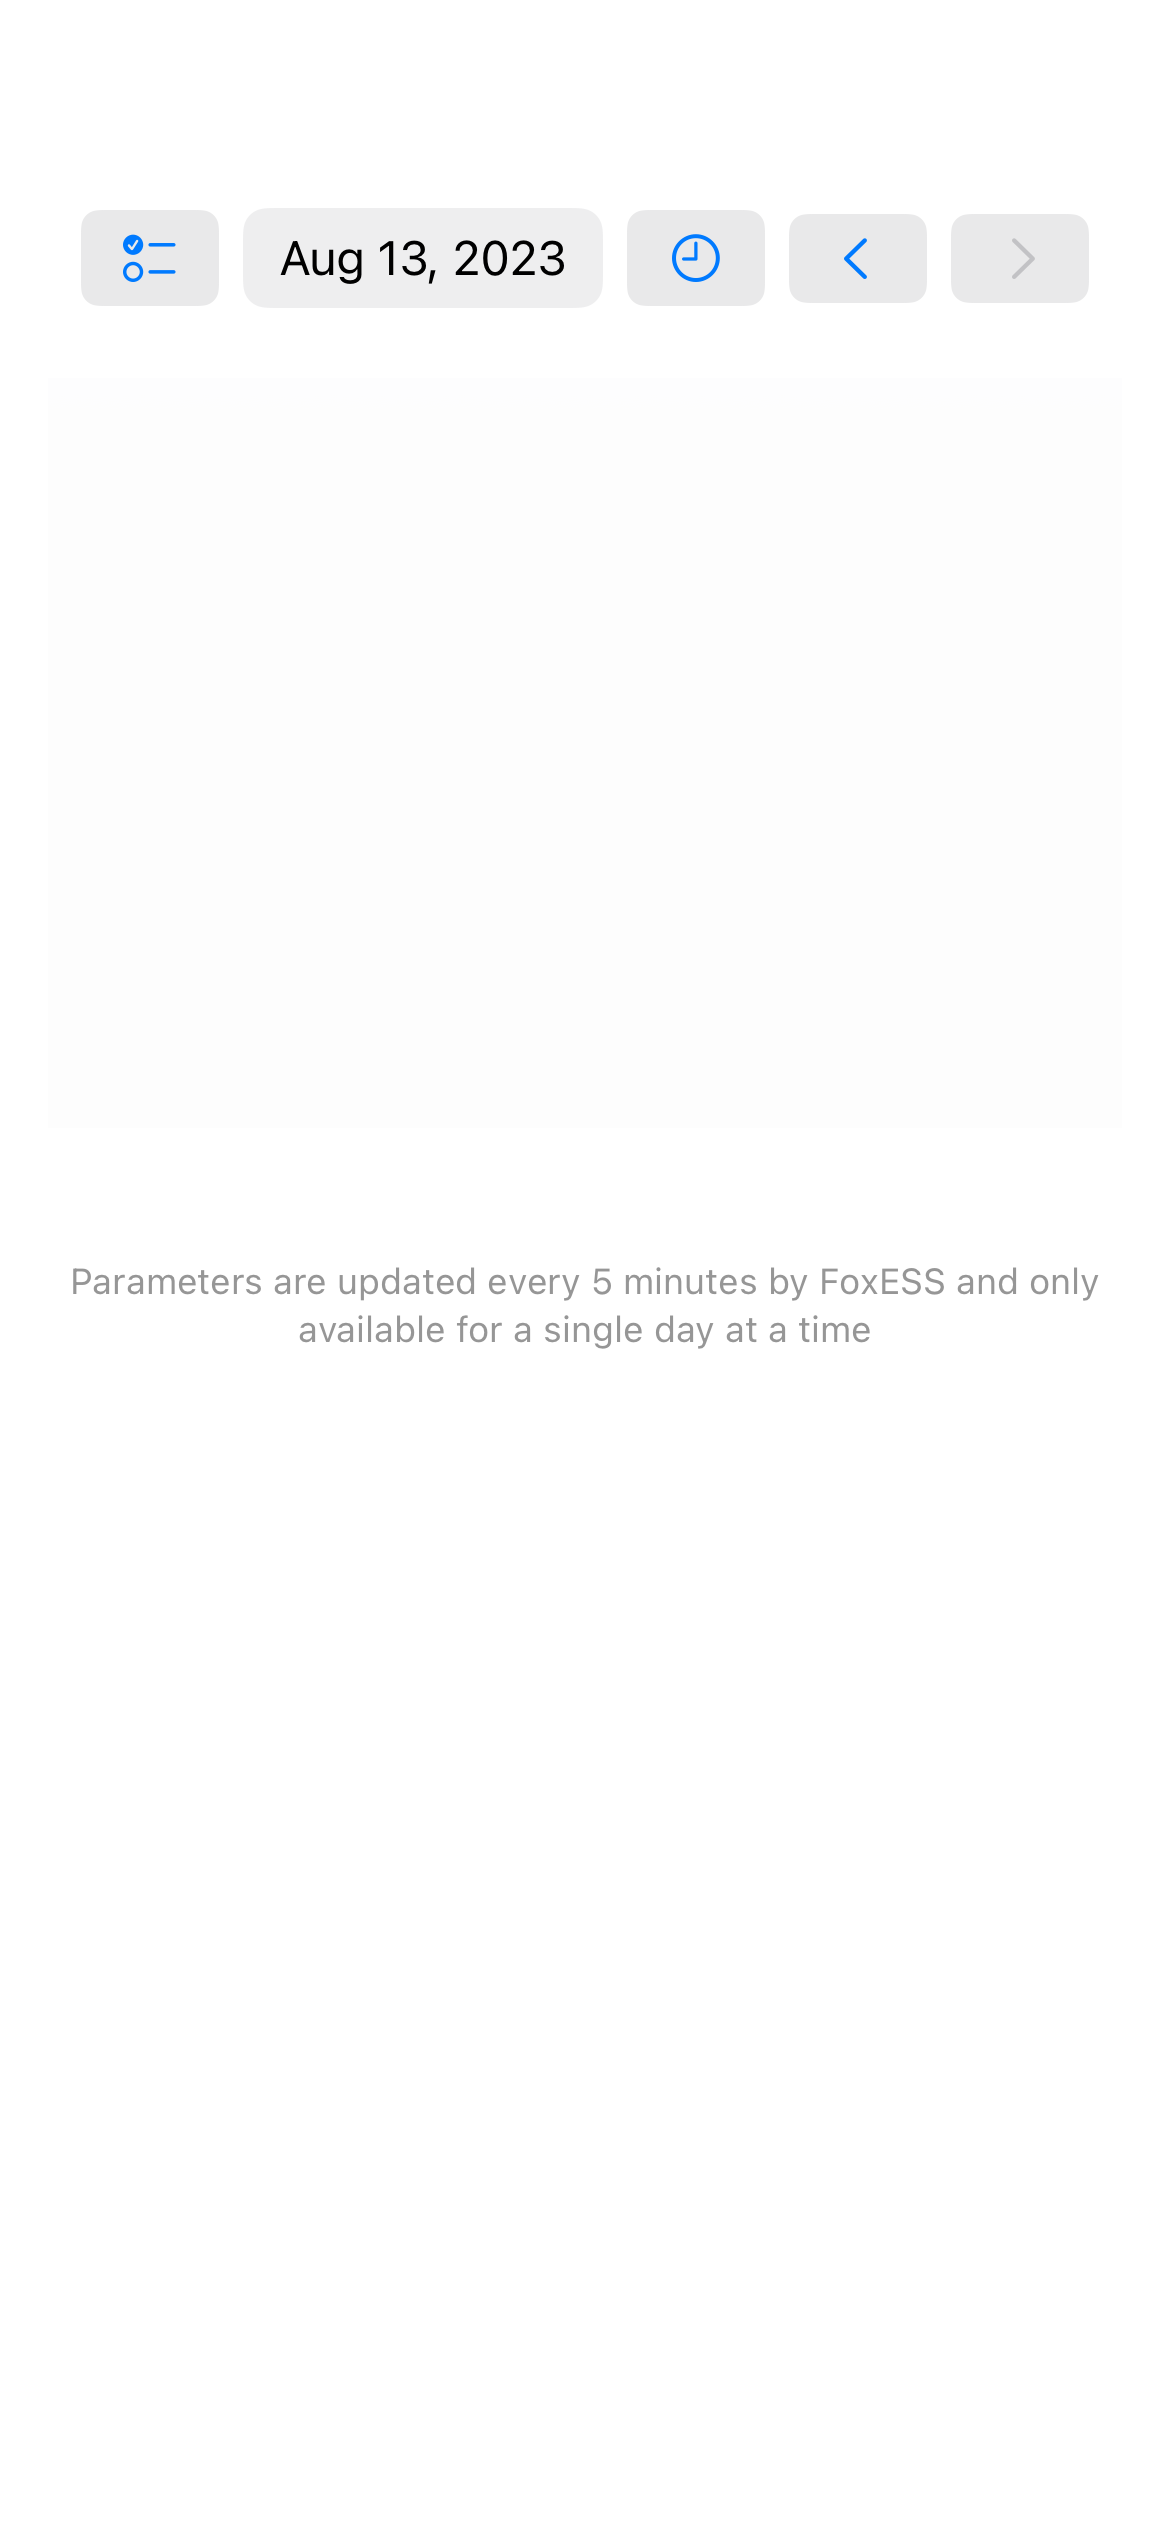 Aug 13, 2023
Parameters are updated every 5 minutes by FoxESS and only
available for a single day at a time